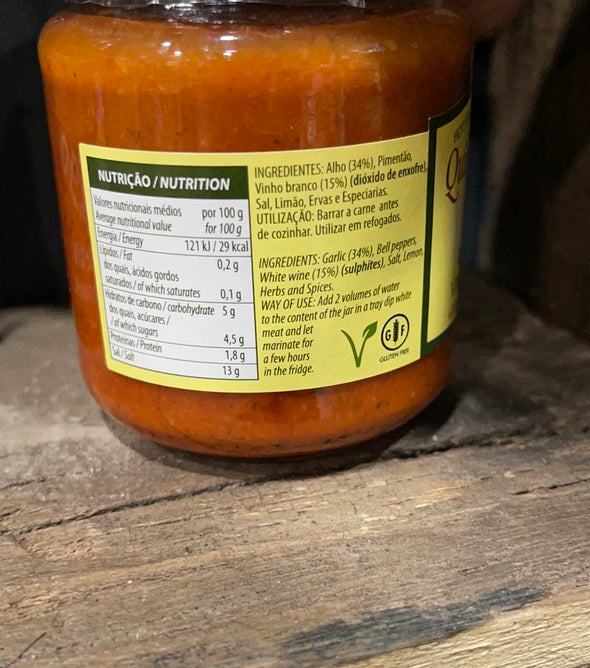 NUTRIÇÃO / NUTRITION
Valores nutricionais médios
Average nutritional value
por 100 g
for 100 g
Energia / Energy 121 kJ / 29 kcal
Lípidos / Fat 0,2 g
dos quais, ácidos gordos
saturados / of which saturates 0,1 g
Hidratos de carbono / carbohydrate 5 g
dos quais, acúcares /
/ of which sugars 4,5 g
Proteínas / Protein 1,8 g
Sal / Salt 13 g
INGREDIENTES: Alho (34%), Pimentão,
Vinho branco (15%) (dióxido de enxofre),
Sal, Limão, Ervas e Especiarias.
UTILIZAÇÃO: Barrar a carne antes
de cozinhar. Utilizar em refogados.
INGREDIENTS: Garlic (34%), Bell peppers,
White wine (15%) (sulphites), Salt, Lemon,
Herbs and Spices.
WAY OF USE: Add 2 volumes of water
to the content of the jar in a tray dip white
meat and let
marinate for
a few hours
in the fridge.
G F
GLUTEN FREE